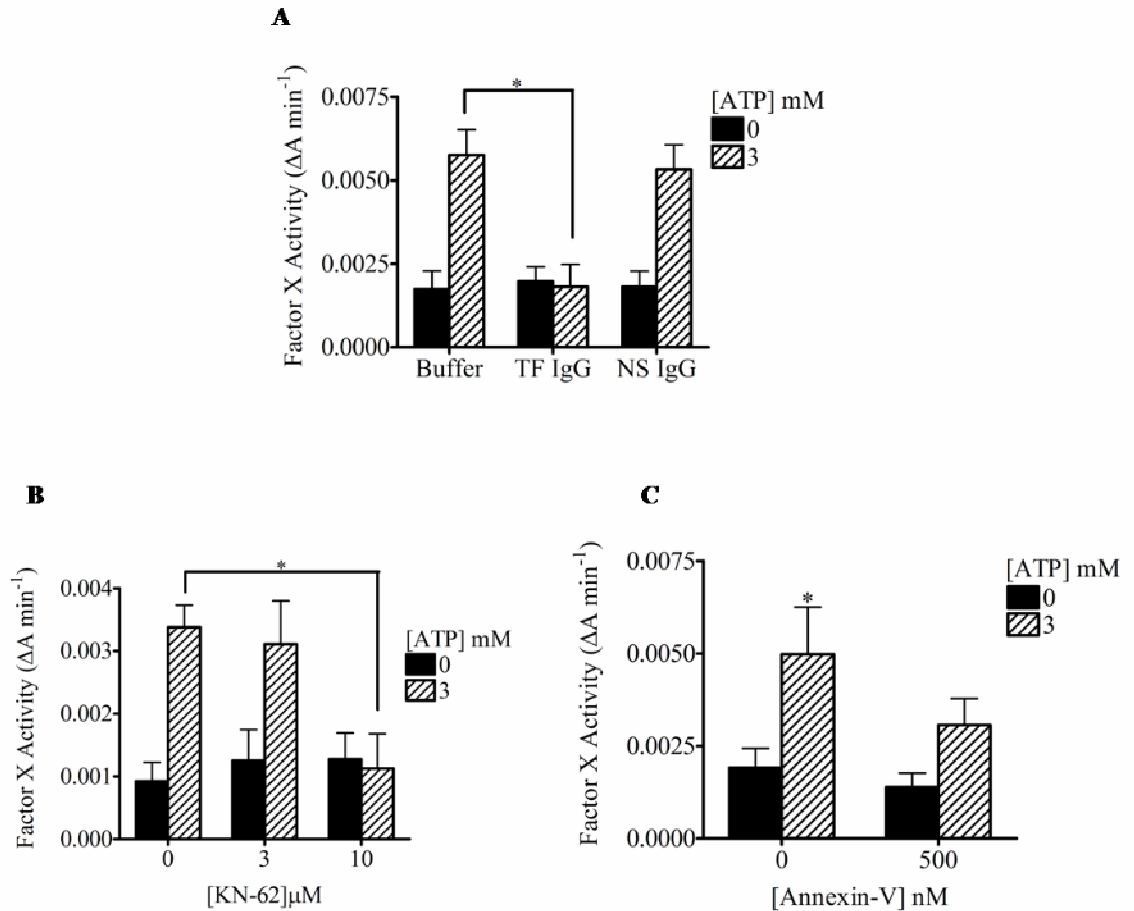 A
Factor X Activity (ΔA min⁻¹)
0.0075
0.0050
0.0025
0.0000
*
Buffer TF IgG NS IgG
[ATP] mM
0
3
B
Factor X Activity (ΔA min⁻¹)
0.004
0.003
0.002
0.001
0.000
*
0 3 10
[KN-62]μM
[ATP] mM
0
3
C
Factor X Activity (ΔA min⁻¹)
0.0075
0.0050
0.0025
0.0000
*
0 500
[Annexin-V] nM
[ATP] mM
0
3